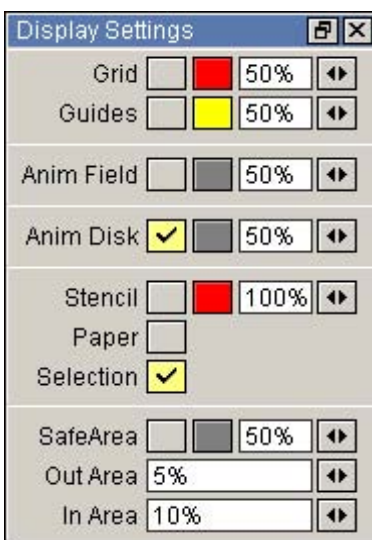 Display Settings
Grid 50%
Guides 50%
Anim Field 50%
Anim Disk 50%
Stencil 100%
Paper
Selection
SafeArea 50%
Out Area 5%
In Area 10%